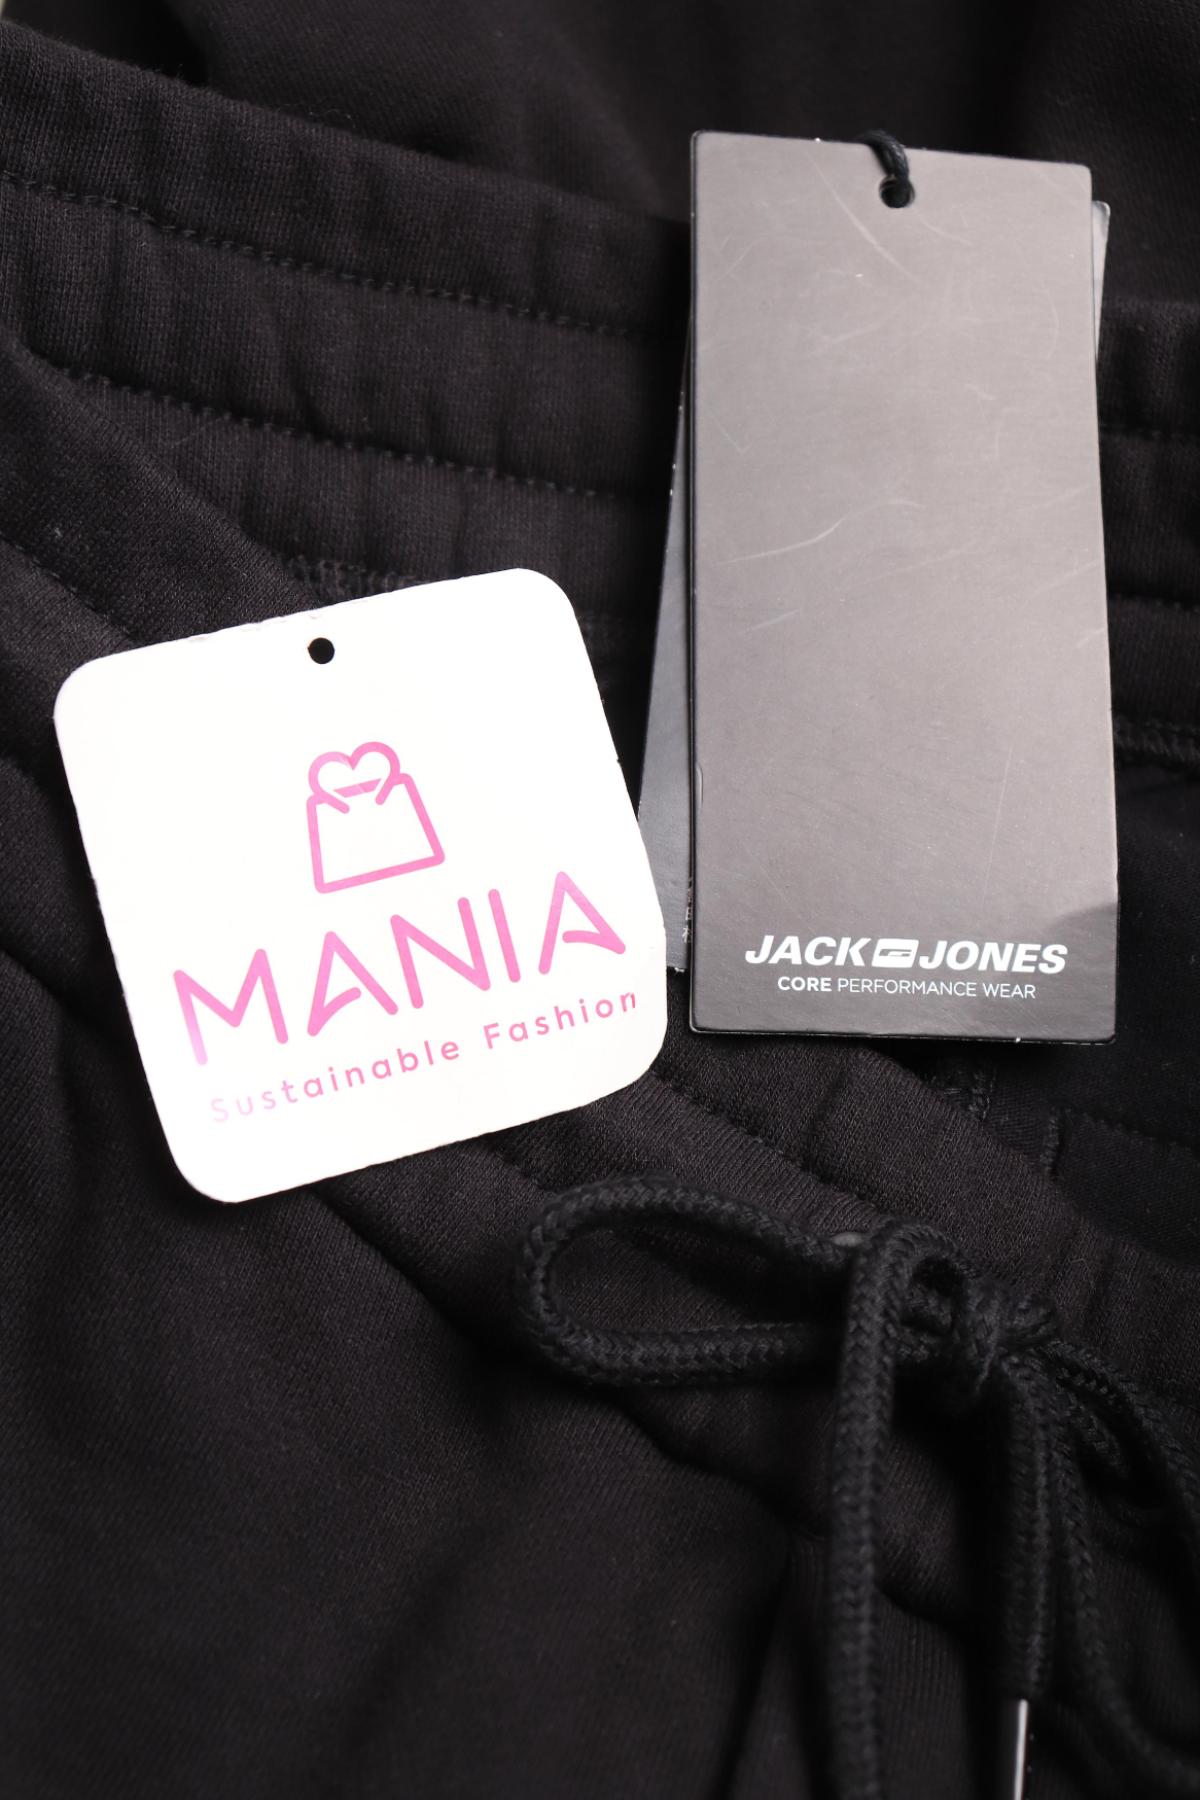 MANIA
Sustainable Fashion
JACK JONES
CORE PERFORMANCE WEAR